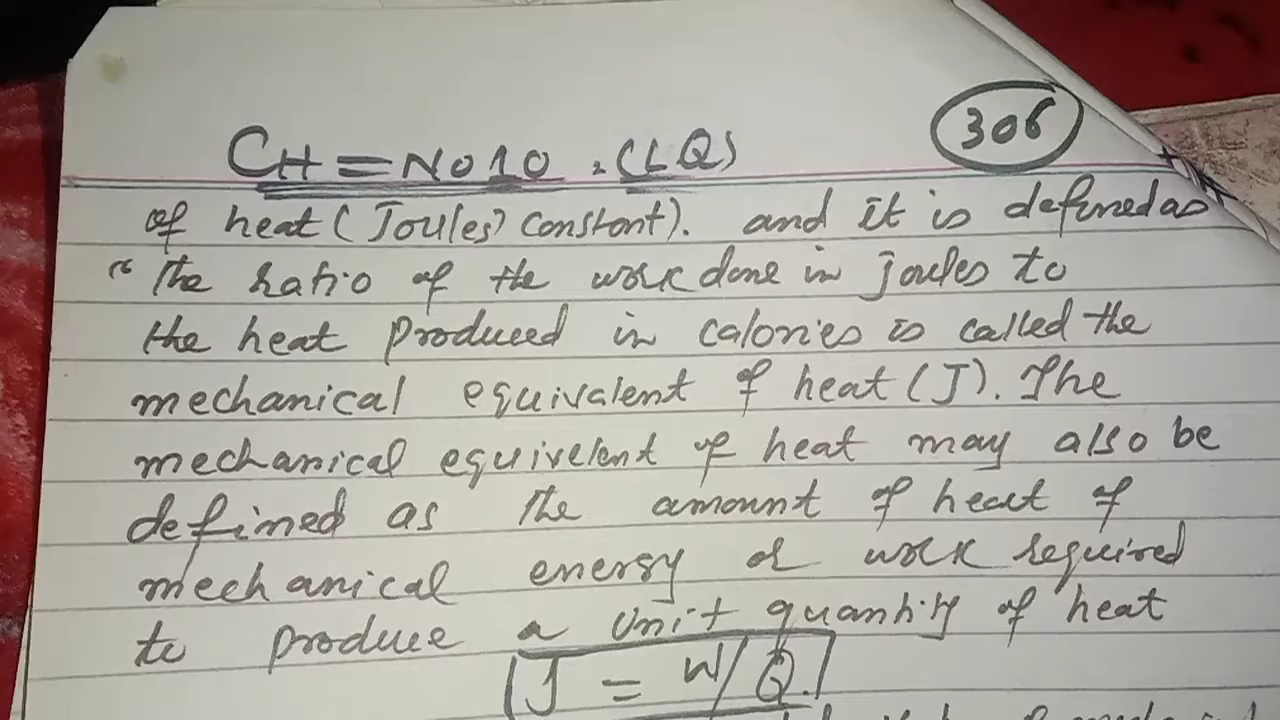 306
CH = NO 10 . (LQ)
of heat (Joules) constant). and it is defined as
" The ratio of the work done in joules to
the heat produced in calories is called the
mechanical equivalent of heat (J). The
mechanical equivelent of heat may also be
defined as the amount of heat of
mechanical energy or work required
to produce a unit quantity of heat
J = W/Q.